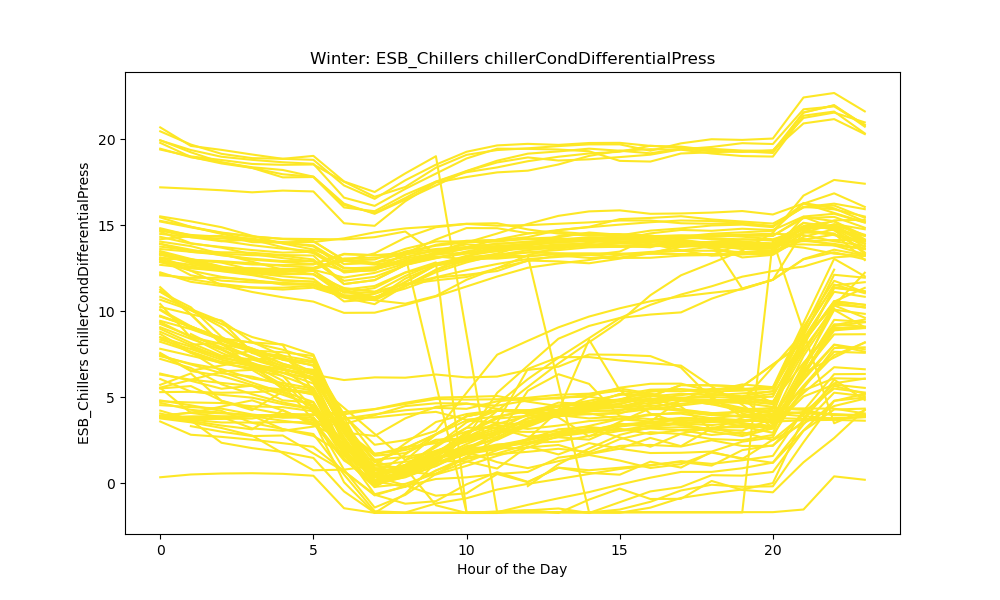 Winter: ESB_Chillers chillerCondDifferentialPress
ESB_Chillers chillerCondDifferentialPress
20
15
10
5
0
0 5 10 15 20
Hour of the Day